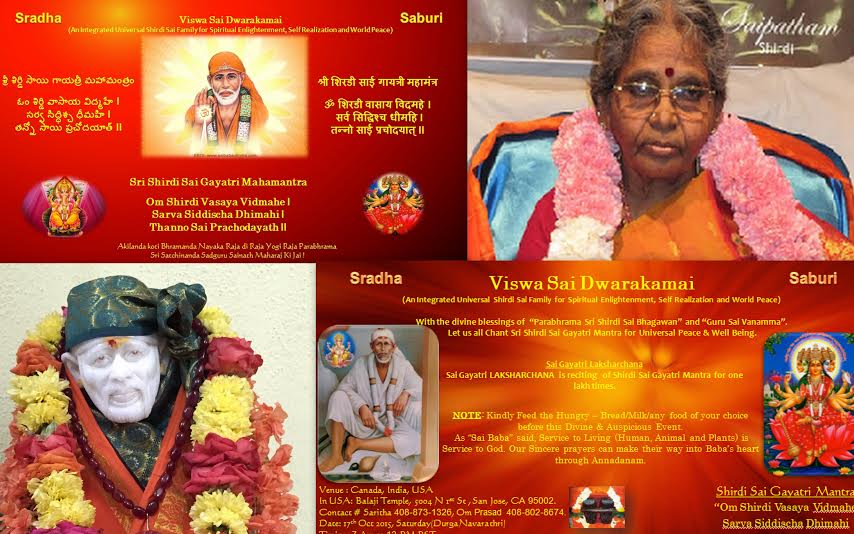 Sradha
Saburi
Viswa Sai Dwarakamai
(An Integrated Universal Shirdi Sai Family for Spiritual Enlightenment, Self Realization and World Peace)
శ్రీ శిర్డి సాయి గాయత్రీ మహామంత్రం
ఓం శిర్డి వాసాయ విద్మహే ।
సర్వ సిద్ధిశ్చ ధీమహి ।
తన్నో సాయి ప్రచోదయాత్ ॥
श्री शिरडी साई गायत्री महामंत्र
ॐ शिरडी वासाय विदमहे ।
सर्व सिद्धिश्च धीमहि ।
तन्नो साई प्रचोदयात् ॥
Sri Shirdi Sai Gayatri Mahamantra
Om Shirdi Vasaya Vidmahe ।
Sarva Siddischa Dhimahi ।
Thanno Sai Prachodayath ॥
Akilanda koti Bhramanda Nayaka Raja di Raja Yogi Raja Parabhrama
Sri Sacchinanda Sadguru Sainath Maharaj Ki Jai !
Saipatham
Shirdi
Sradha
Saburi
Viswa Sai Dwarakamai
(An Integrated Universal Shirdi Sai Family for Spiritual Enlightenment, Self Realization and World Peace)
With the divine blessings of "Parabhrama Sri Shirdi Sai Bhagawan" and "Guru Sai Vanamma".
Let us all Chant Sri Shirdi Sai Gayatri Mantra for Universal Peace & Well Being.
Sai Gayatri Laksharchana
Sai Gayatri LAKSHARCHANA is reciting of Shirdi Sai Gayatri Mantra for one
lakh times.
NOTE: Kindly Feed the Hungry – Bread/Milk/any food of your choice
before this Divine & Auspicious Event.
As "Sai Baba" said, Service to Living (Human, Animal and Plants) is
Service to God. Our Sincere prayers can make their way into Baba's heart
through Annadanam.
Venue : Canada, India, USA
In USA: Balaji Temple, 5004 N 1st St , San Jose, CA 95002.
Contact # Saritha 408-873-1326, Om Prasad 408-802-8674.
Date: 17th Oct 2015, Saturday(Durga Navarathri)
Shirdi Sai Gayatri Mantra
"Om Shirdi Vasaya Vidmahe
Sarva Siddischa Dhimahi